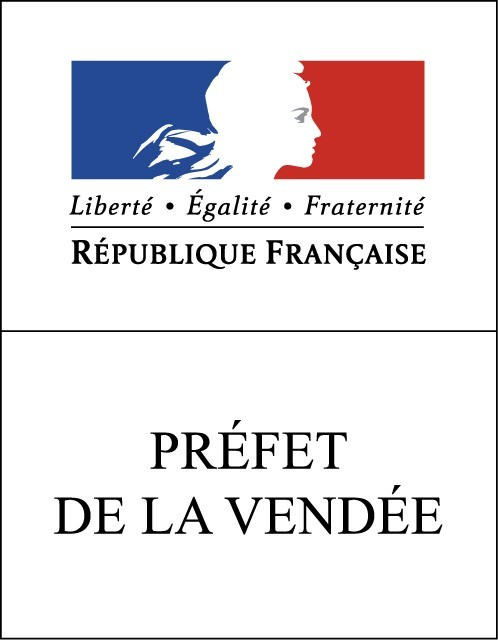 Liberté • Égalité • Fraternité
RÉPUBLIQUE FRANÇAISE
PRÉFET
DE LA VENDÉE